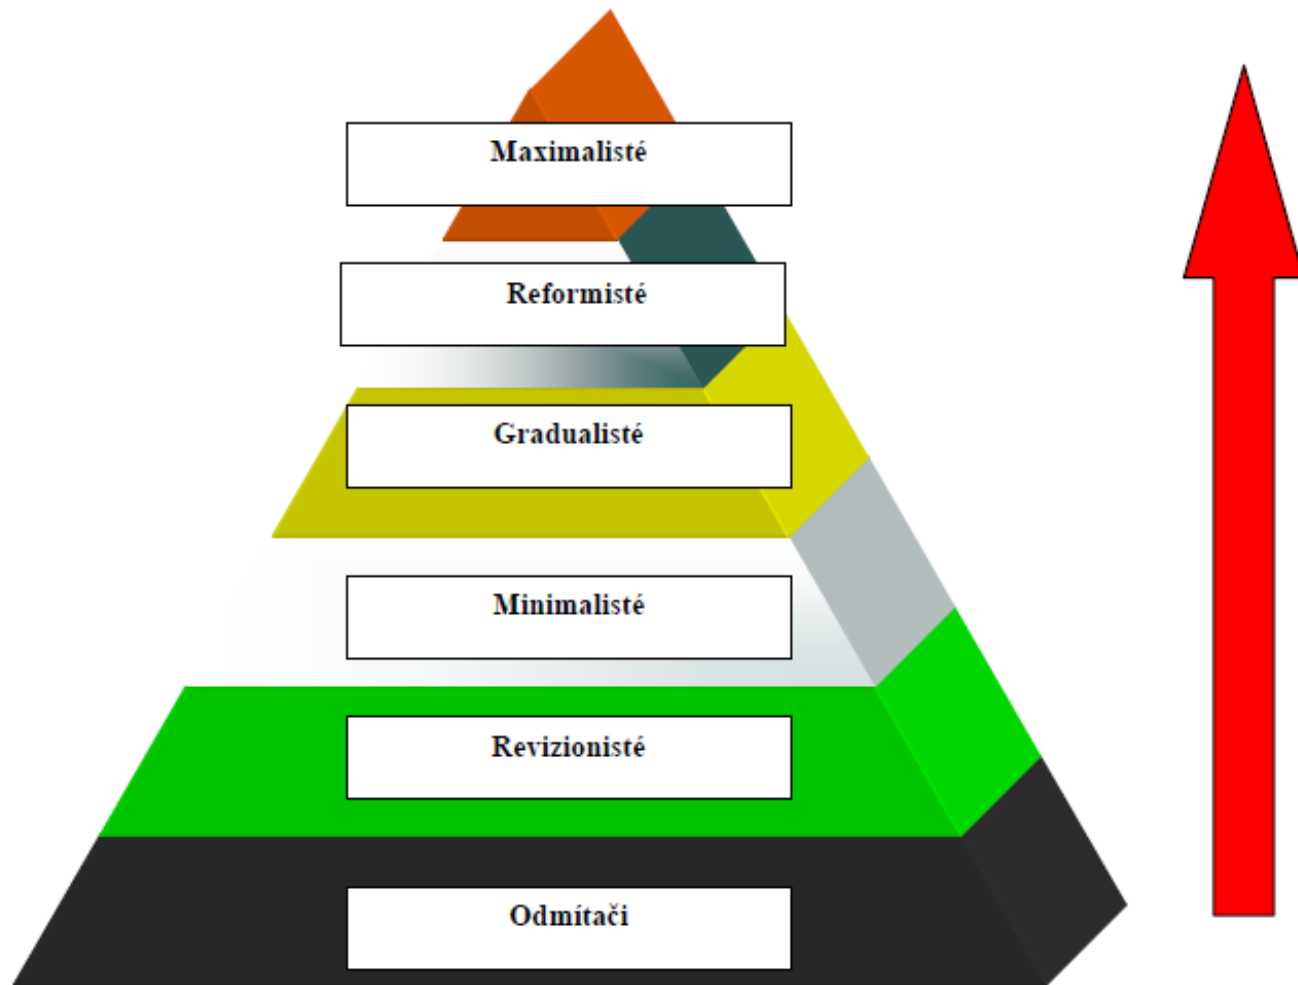 Maximalisté
Reformisté
Gradualisté
Minimalisté
Revizionisté
Odmítači